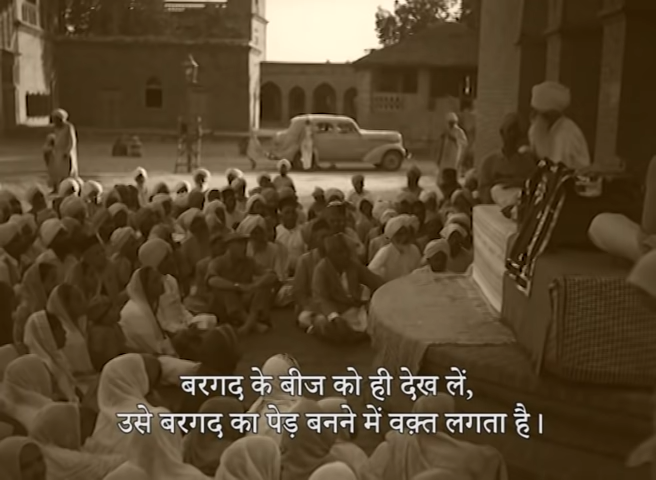 बरगद के बीज को ही देख लें,
उसे बरगद का पेड़ बनने में वक़्त लगता है।